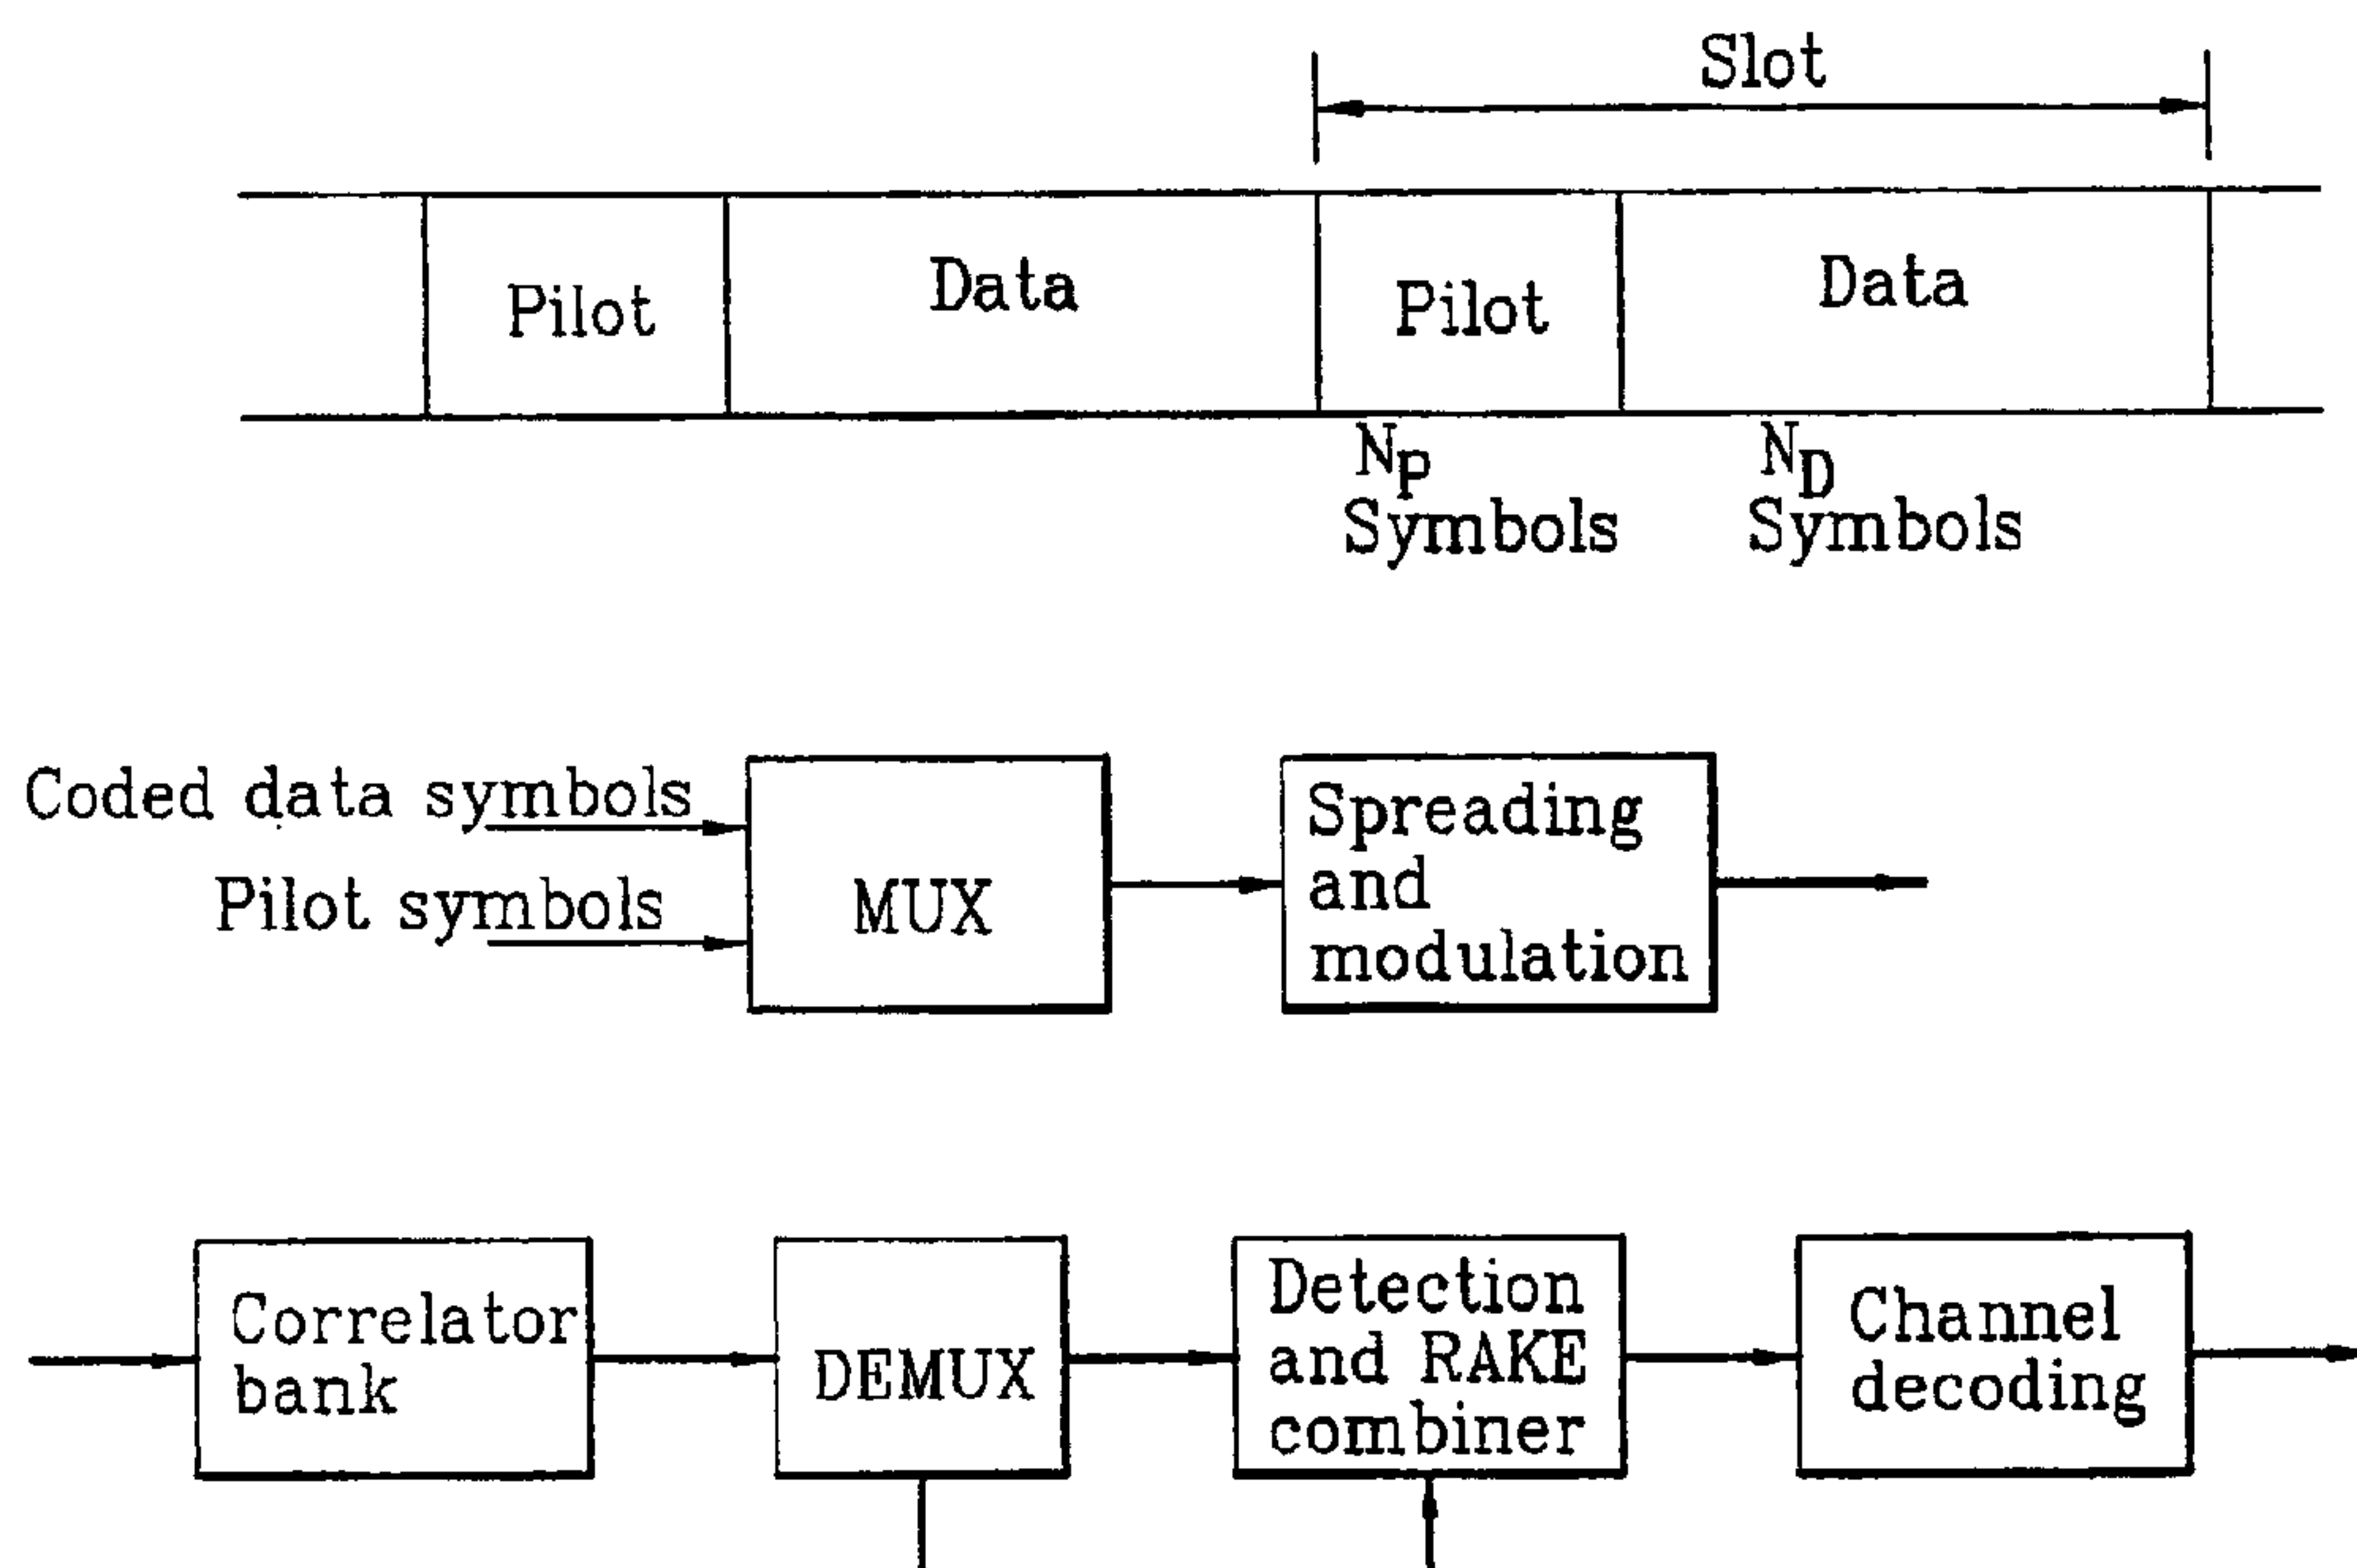 Slot
Pilot
Data
Pilot
Data
NP
Symbols
ND
Symbols
Coded data symbols
Pilot symbols
MUX
Spreading
and
modulation
Correlator
bank
DEMUX
Detection
and RAKE
combiner
Channel
decoding